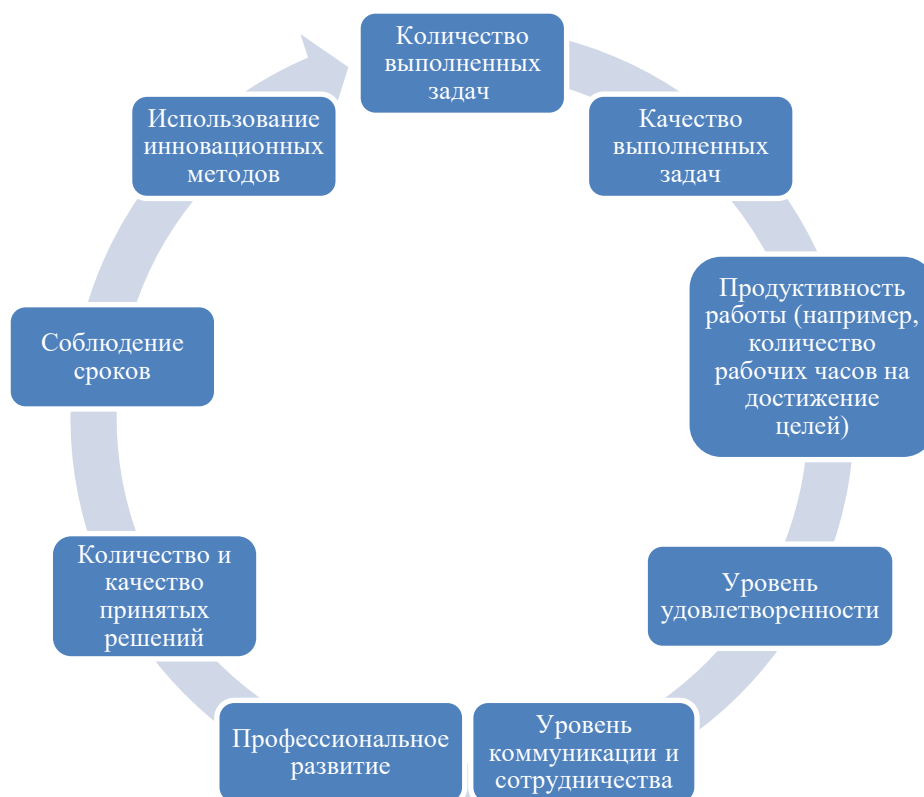 Количество
выполненных
задач
Качество
выполненных
задач
Продуктивность
работы (например,
количество
рабочих часов на
достижение
целей)
Уровень
удовлетворенности
Уровень
коммуникации и
сотрудничества
Профессиональное
развитие
Количество и
качество
принятых
решений
Соблюдение
сроков
Использование
инновационных
методов